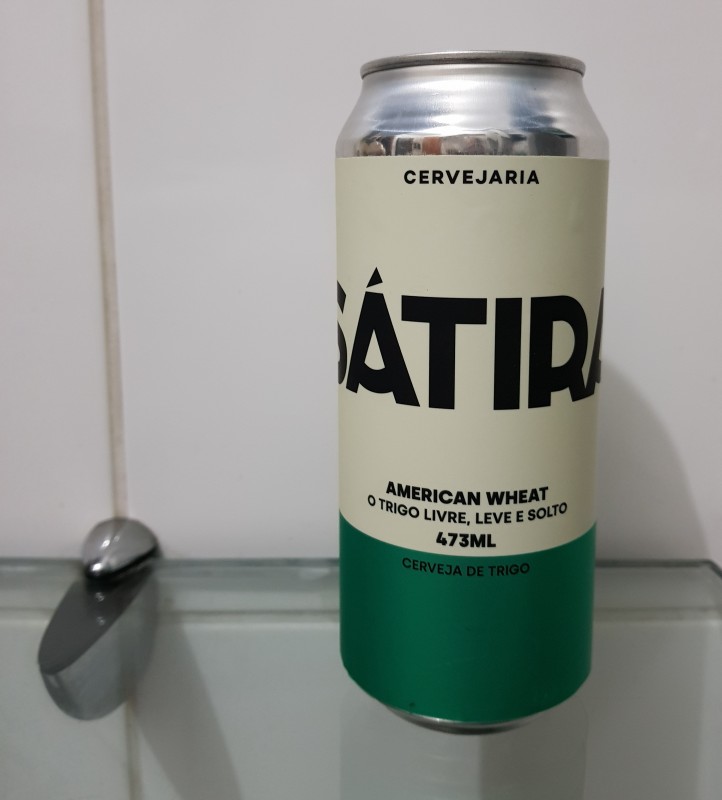 CERVEJARIA
SÁTIRA
AMERICAN WHEAT
O TRIGO LIVRE, LEVE E SOLTO
473ML
CERVEJA DE TRIGO